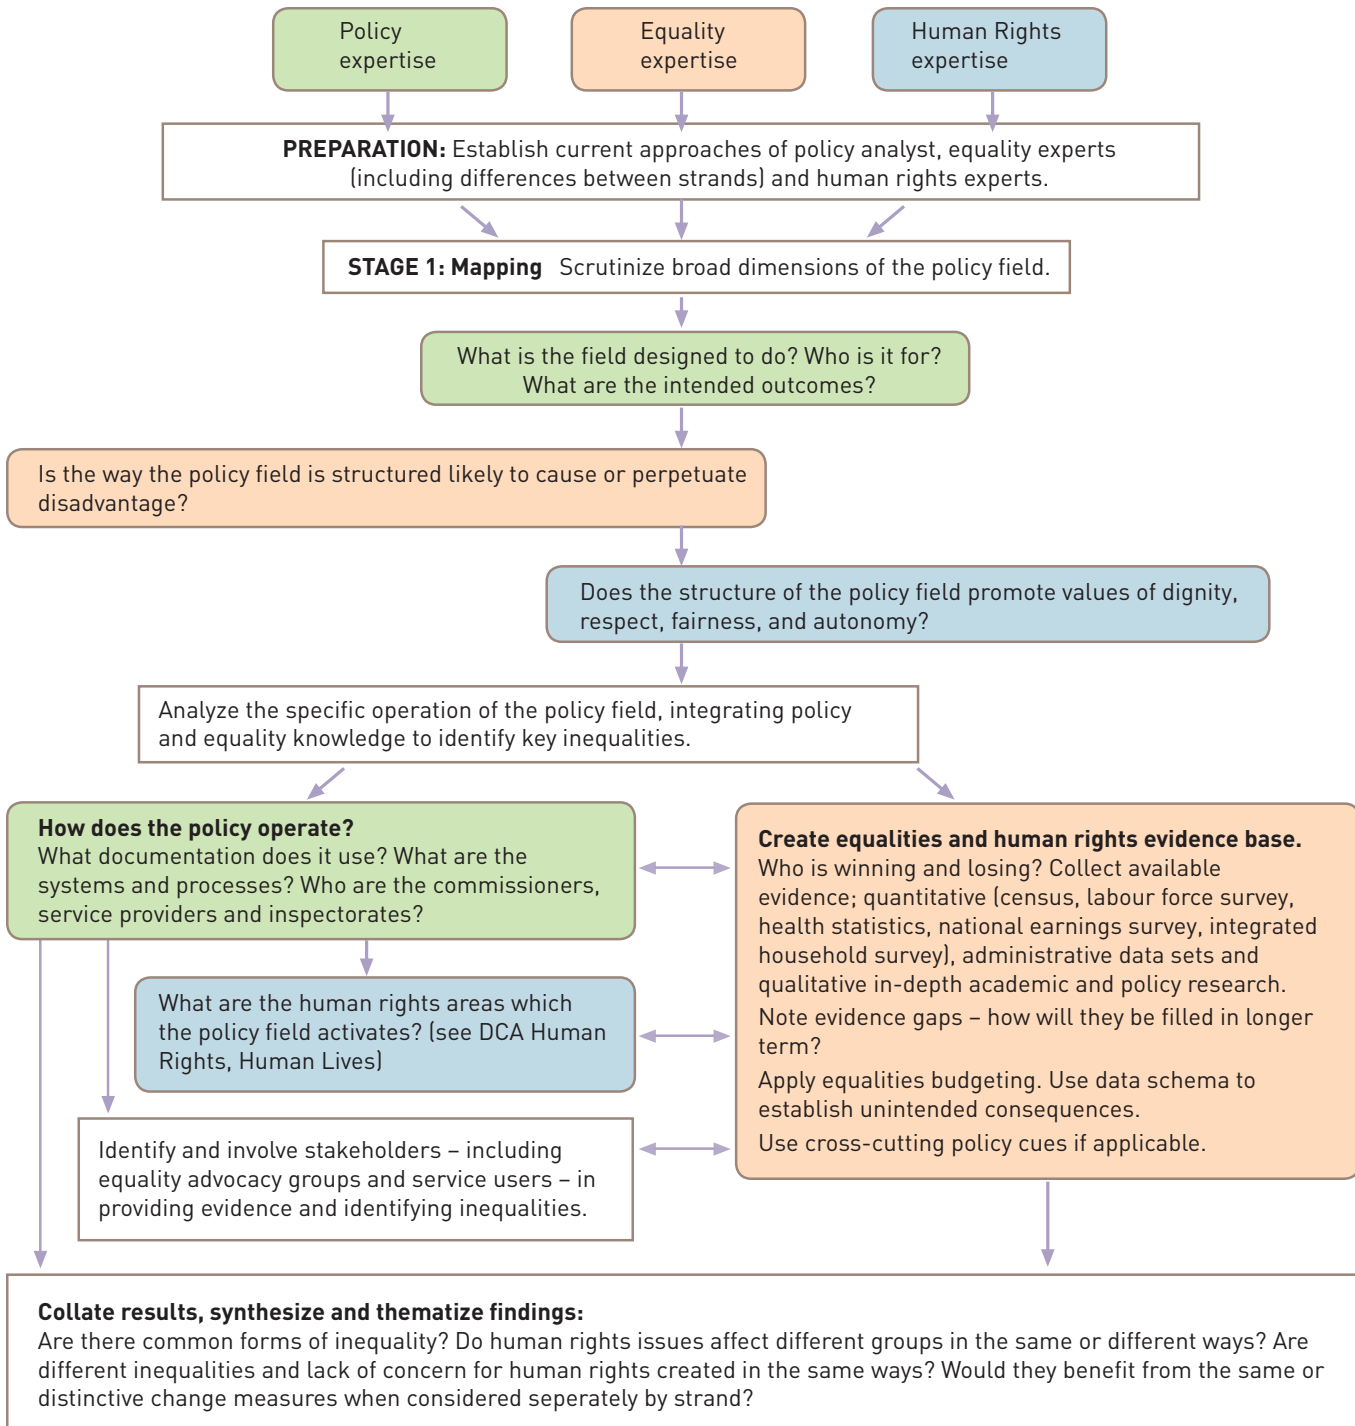 Policy
expertise
Equality
expertise
Human Rights
expertise
PREPARATION: Establish current approaches of policy analyst, equality experts
(including differences between strands) and human rights experts.
STAGE 1: Mapping Scrutinize broad dimensions of the policy field.
What is the field designed to do? Who is it for?
What are the intended outcomes?
Is the way the policy field is structured likely to cause or perpetuate
disadvantage?
Does the structure of the policy field promote values of dignity,
respect, fairness, and autonomy?
Analyze the specific operation of the policy field, integrating policy
and equality knowledge to identify key inequalities.
How does the policy operate?
What documentation does it use? What are the
systems and processes? Who are the commissioners,
service providers and inspectorates?
What are the human rights areas which
the policy field activates? (see DCA Human
Rights, Human Lives)
Identify and involve stakeholders – including
equality advocacy groups and service users – in
providing evidence and identifying inequalities.
Create equalities and human rights evidence base.
Who is winning and losing? Collect available
evidence; quantitative (census, labour force survey,
health statistics, national earnings survey, integrated
household survey), administrative data sets and
qualitative in-depth academic and policy research.
Note evidence gaps – how will they be filled in longer
term?
Apply equalities budgeting. Use data schema to
establish unintended consequences.
Use cross-cutting policy cues if applicable.
Collate results, synthesize and thematize findings:
Are there common forms of inequality? Do human rights issues affect different groups in the same or different ways? Are
different inequalities and lack of concern for human rights created in the same ways? Would they benefit from the same or
distinctive change measures when considered seperately by strand?